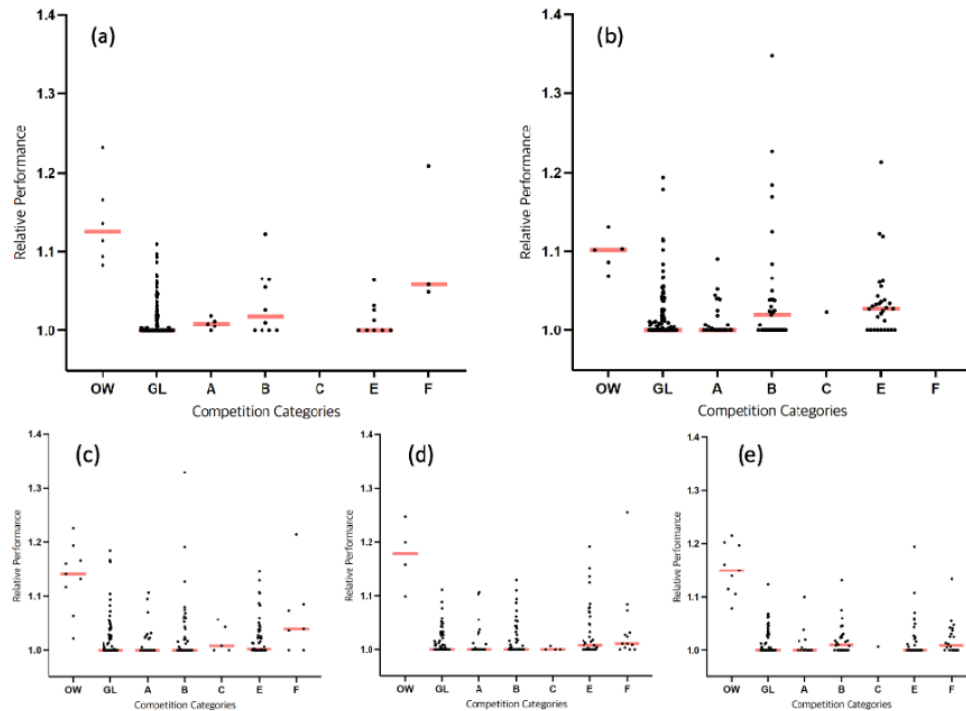 (a)
Relative Performance
1.4
1.3
1.2
1.1
1.0
OW GL A B C E F
Competition Categories
(b)
Relative Performance
1.4
1.3
1.2
1.1
1.0
OW GL A B C E F
Competition Categories
(c)
Relative Performance
1.4
1.3
1.2
1.1
1.0
OW GL A B C E F
Competition Categories
(d)
Relative Performance
1.4
1.3
1.2
1.1
1.0
OW GL A B C E F
Competition Categories
(e)
Relative Performance
1.4
1.3
1.2
1.1
1.0
OW GL A B C E F
Competition Categories